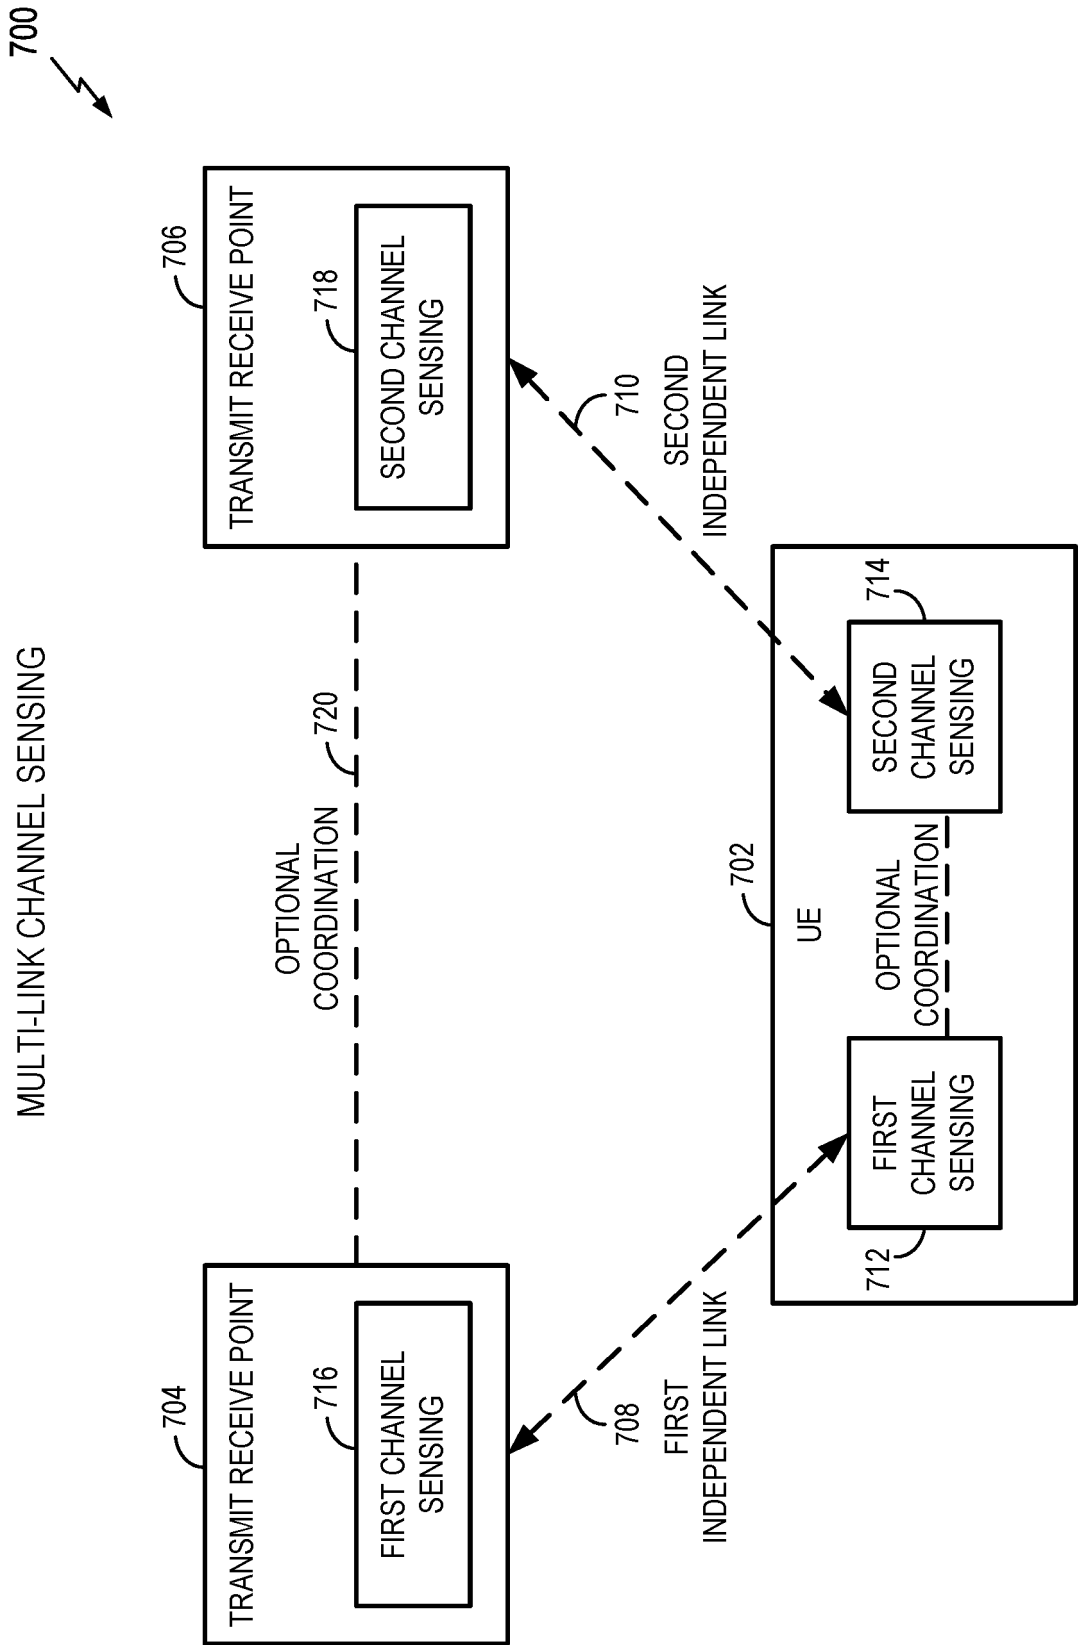 MULTI-LINK CHANNEL SENSING
700
704
TRANSMIT RECEIVE POINT
716
FIRST CHANNEL
SENSING
OPTIONAL
COORDINATION
720
706
TRANSMIT RECEIVE POINT
718
SECOND CHANNEL
SENSING
708
FIRST
INDEPENDENT LINK
710
SECOND
INDEPENDENT LINK
702
UE
712
FIRST
CHANNEL
SENSING
OPTIONAL
COORDINATION
714
SECOND
CHANNEL
SENSING